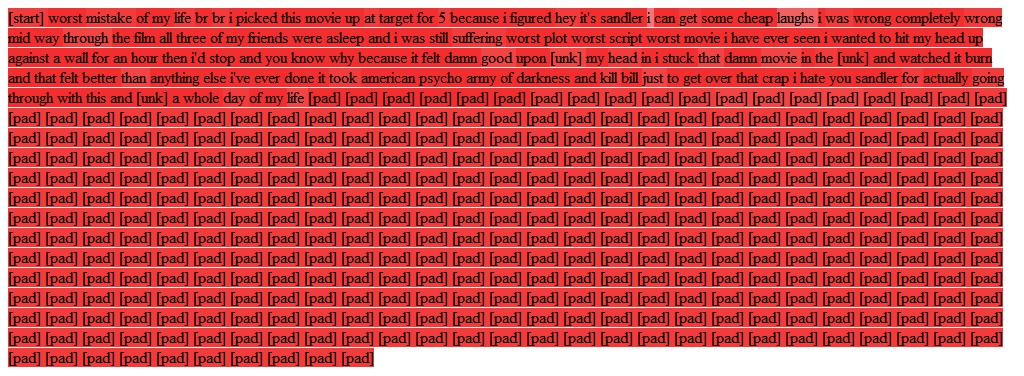 [start] worst mistake of my life br br i picked this movie up at target for 5 because i figured hey it's sandler i can get some cheap laughs i was wrong completely wrong
mid way through the film all three of my friends were asleep and i was still suffering worst plot worst script worst movie i have ever seen i wanted to hit my head up
against a wall for an hour then i'd stop and you know why because it felt damn good upon [unk] my head in i stuck that damn movie in the [unk] and watched it burn
and that felt better than anything else i've ever done it took american psycho army of darkness and kill bill just to get over that crap i hate you sandler for actually going
through with this and [unk] a whole day of my life [pad] [pad] [pad] [pad] [pad] [pad] [pad] [pad] [pad] [pad] [pad] [pad] [pad] [pad] [pad] [pad] [pad] [pad] [pad]
[pad] [pad] [pad] [pad] [pad] [pad] [pad] [pad] [pad] [pad] [pad] [pad] [pad] [pad] [pad] [pad] [pad] [pad] [pad] [pad] [pad] [pad] [pad] [pad] [pad] [pad] [pad]
[pad] [pad] [pad] [pad] [pad] [pad] [pad] [pad] [pad] [pad] [pad] [pad] [pad] [pad] [pad] [pad] [pad] [pad] [pad] [pad] [pad] [pad] [pad] [pad] [pad] [pad] [pad]
[pad] [pad] [pad] [pad] [pad] [pad] [pad] [pad] [pad] [pad] [pad] [pad] [pad] [pad] [pad] [pad] [pad] [pad] [pad] [pad] [pad] [pad] [pad] [pad] [pad] [pad] [pad]
[pad] [pad] [pad] [pad] [pad] [pad] [pad] [pad] [pad] [pad] [pad] [pad] [pad] [pad] [pad] [pad] [pad] [pad] [pad] [pad] [pad] [pad] [pad] [pad] [pad] [pad] [pad]
[pad] [pad] [pad] [pad] [pad] [pad] [pad] [pad] [pad] [pad] [pad] [pad] [pad] [pad] [pad] [pad] [pad] [pad] [pad] [pad] [pad] [pad] [pad] [pad] [pad] [pad] [pad]
[pad] [pad] [pad] [pad] [pad] [pad] [pad] [pad] [pad] [pad] [pad] [pad] [pad] [pad] [pad] [pad] [pad] [pad] [pad] [pad] [pad] [pad] [pad] [pad] [pad] [pad] [pad]
[pad] [pad] [pad] [pad] [pad] [pad] [pad] [pad] [pad] [pad] [pad] [pad] [pad] [pad] [pad] [pad] [pad] [pad] [pad] [pad] [pad] [pad] [pad] [pad] [pad] [pad] [pad]
[pad] [pad] [pad] [pad] [pad] [pad] [pad] [pad] [pad] [pad] [pad] [pad] [pad] [pad] [pad] [pad] [pad] [pad] [pad] [pad] [pad] [pad] [pad] [pad] [pad] [pad] [pad]
[pad] [pad] [pad] [pad] [pad] [pad] [pad] [pad] [pad] [pad] [pad] [pad] [pad] [pad] [pad] [pad] [pad] [pad] [pad] [pad] [pad] [pad] [pad] [pad] [pad] [pad] [pad]
[pad] [pad] [pad] [pad] [pad] [pad] [pad] [pad] [pad] [pad] [pad] [pad] [pad] [pad] [pad] [pad] [pad] [pad] [pad] [pad] [pad] [pad] [pad] [pad] [pad] [pad] [pad]
[pad] [pad] [pad] [pad] [pad] [pad] [pad] [pad] [pad] [pad] [pad] [pad] [pad] [pad] [pad] [pad] [pad] [pad] [pad] [pad] [pad] [pad] [pad] [pad] [pad] [pad] [pad]
[pad] [pad] [pad] [pad] [pad] [pad] [pad] [pad] [pad] [pad] [pad] [pad] [pad] [pad] [pad] [pad] [pad] [pad] [pad] [pad] [pad] [pad] [pad] [pad] [pad] [pad] [pad]
[pad] [pad] [pad] [pad] [pad] [pad] [pad] [pad] [pad] [pad]